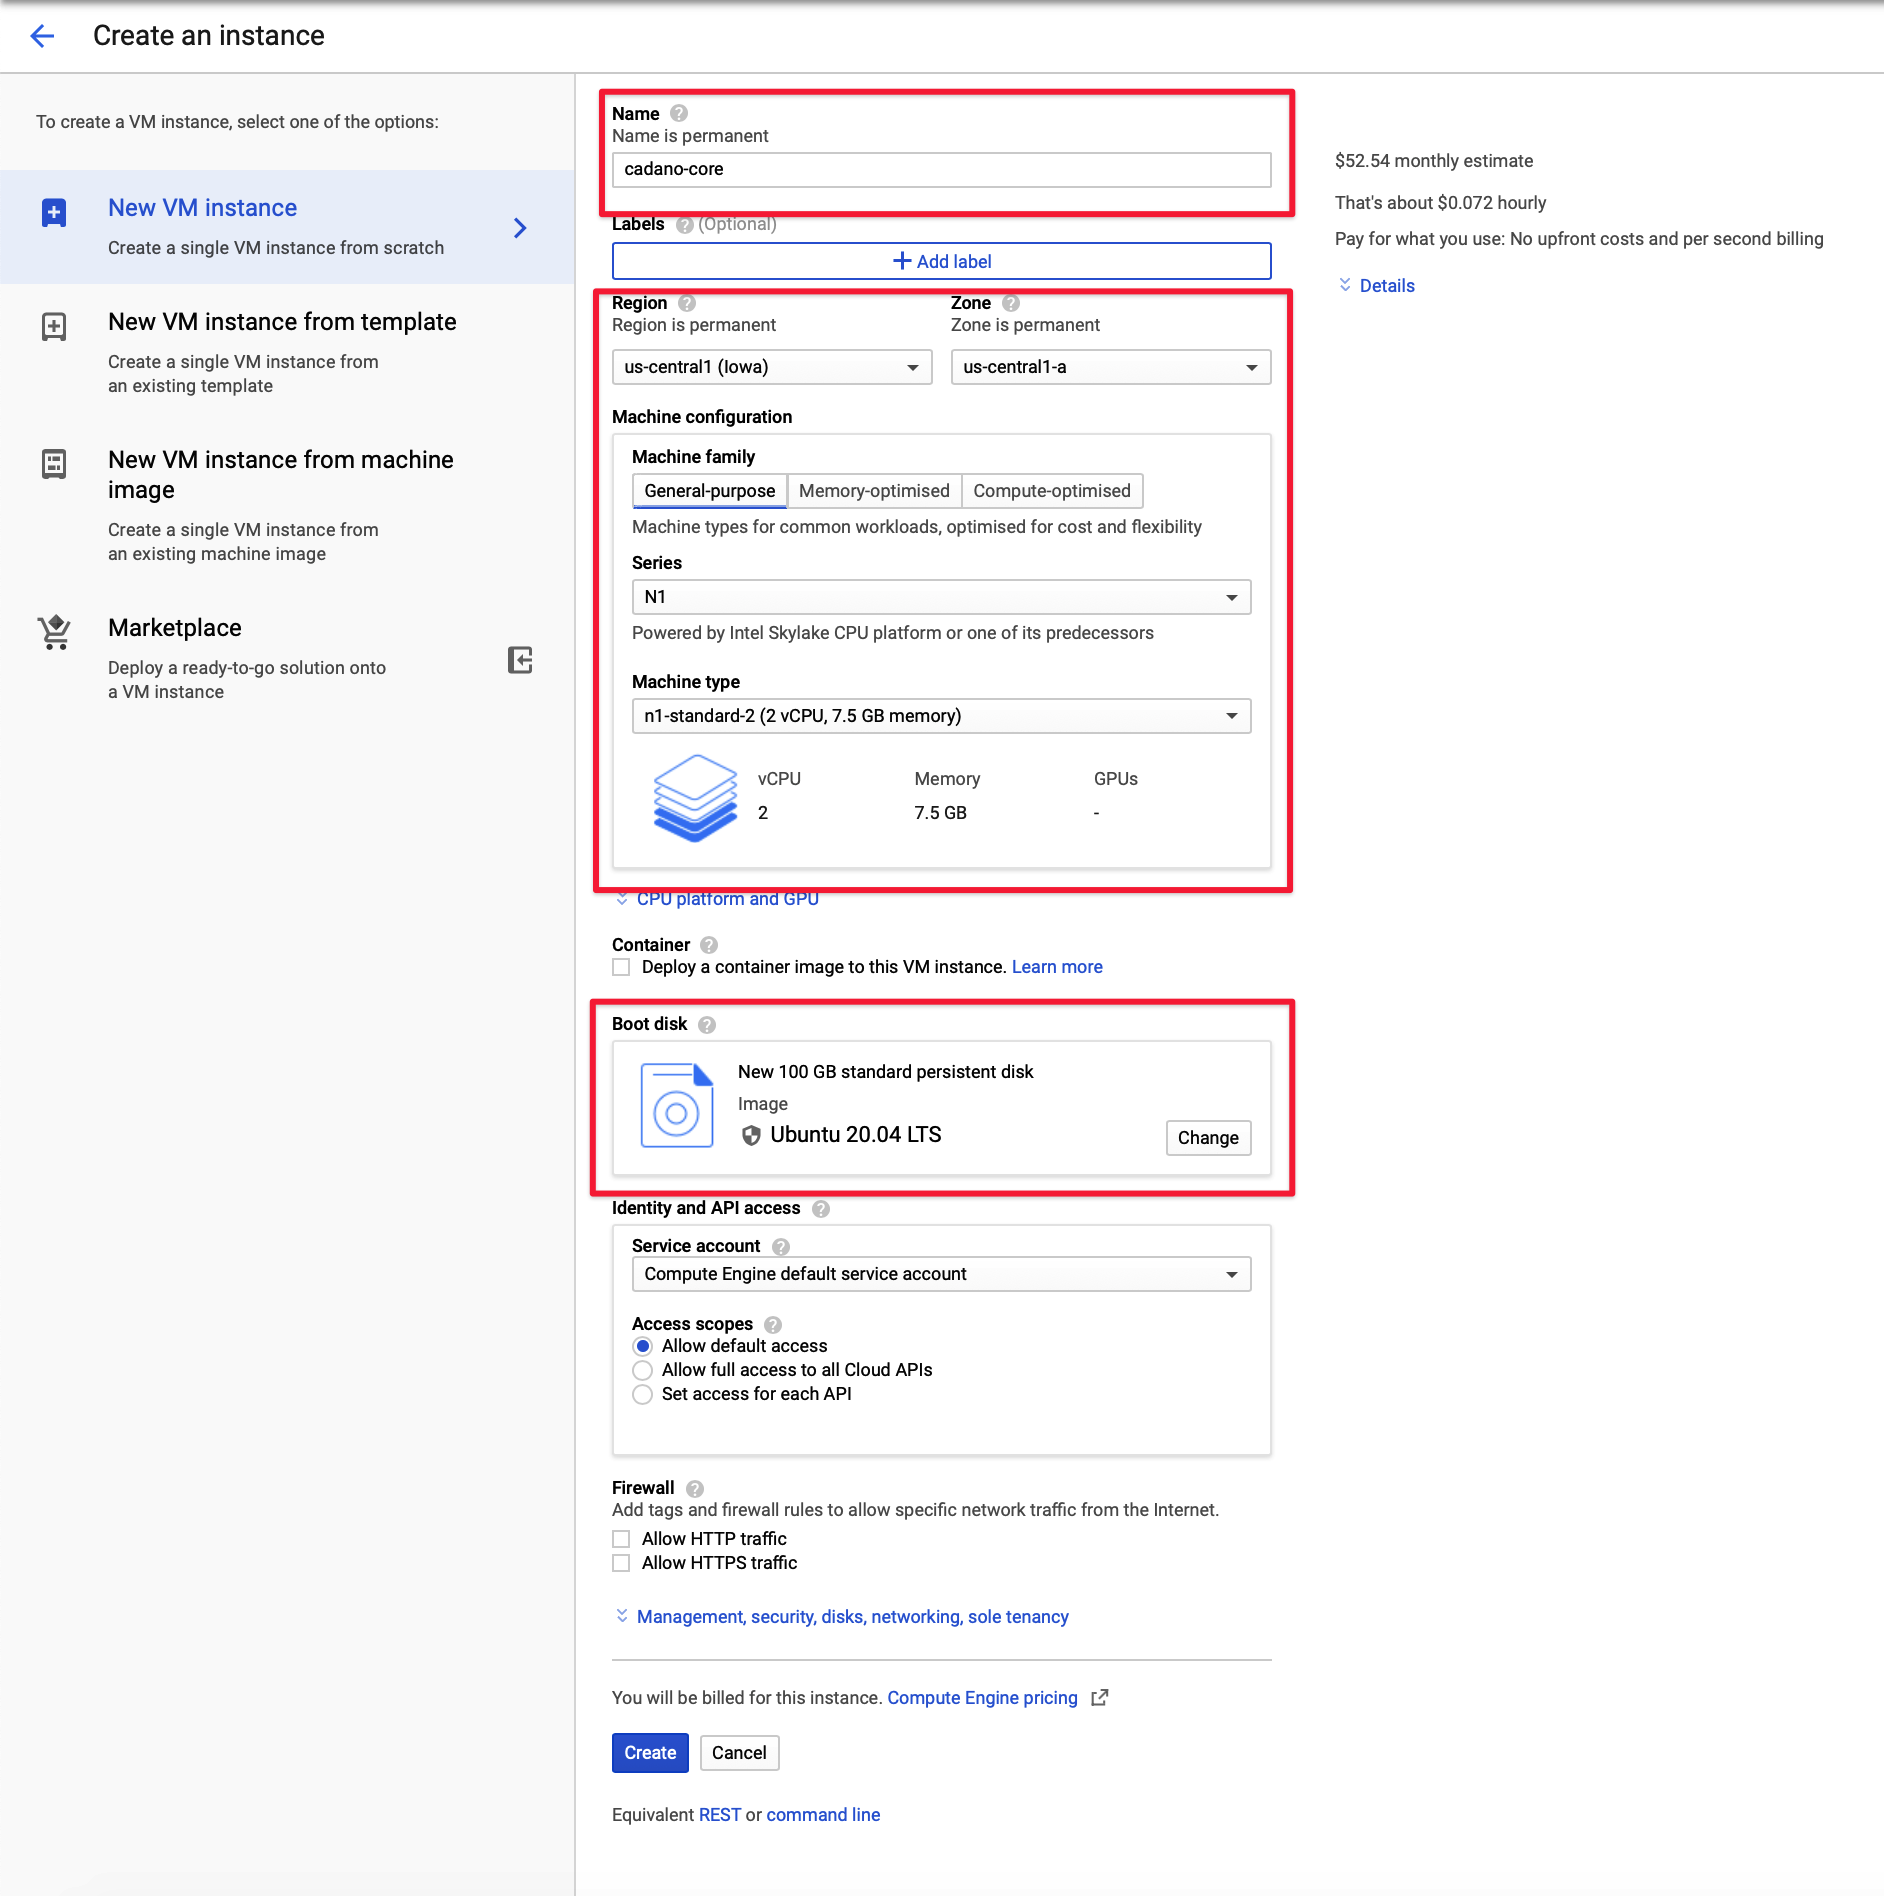 Create an instance
To create a VM instance, select one of the options:
New VM instance
Create a single VM instance from scratch
New VM instance from template
Create a single VM instance from
an existing template
New VM instance from machine
image
Create a single VM instance from
an existing machine image
Marketplace
Deploy a ready-to-go solution onto
a VM instance
Name
Name is permanent
cadano-core
Labels (Optional)
Add label
Region Zone
Region is permanent Zone is permanent
us-central1 (Iowa) us-central1-a
Machine configuration
Machine family
General-purpose Memory-optimised Compute-optimised
Machine types for common workloads, optimised for cost and flexibility
Series
N1
Powered by Intel Skylake CPU platform or one of its predecessors
Machine type
n1-standard-2 (2 vCPU, 7.5 GB memory)
vCPU Memory GPUs
2 7.5 GB -
CPU platform and GPU
Container
Deploy a container image to this VM instance. Learn more
Boot disk
New 100 GB standard persistent disk
Image
Ubuntu 20.04 LTS
Change
Identity and API access
Service account
Compute Engine default service account
Access scopes
Allow default access
Allow full access to all Cloud APIs
Set access for each API
Firewall
Add tags and firewall rules to allow specific network traffic from the Internet.
Allow HTTP traffic
Allow HTTPS traffic
Management, security, disks, networking, sole tenancy
You will be billed for this instance. Compute Engine pricing
Create Cancel
Equivalent REST or command line
$52.54 monthly estimate
That's about $0.072 hourly
Pay for what you use: No upfront costs and per second billing
Details